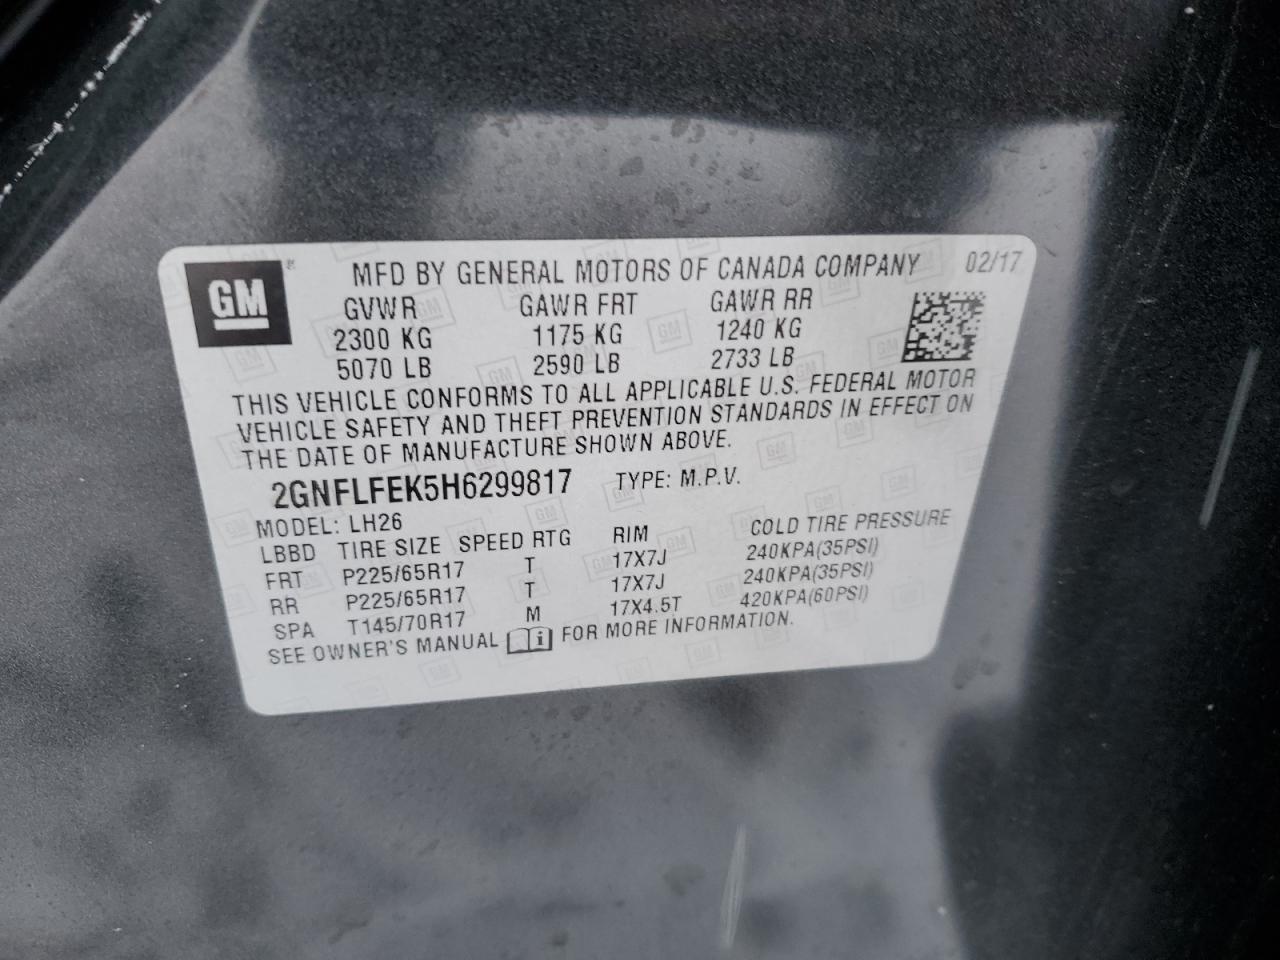 GM
MFD BY GENERAL MOTORS OF CANADA COMPANY 02/17
GVWR GAWR FRT GAWR RR
2300 KG 1175 KG 1240 KG
5070 LB 2590 LB 2733 LB
THIS VEHICLE CONFORMS TO ALL APPLICABLE U.S. FEDERAL MOTOR
VEHICLE SAFETY AND THEFT PREVENTION STANDARDS IN EFFECT ON
THE DATE OF MANUFACTURE SHOWN ABOVE.
2GNFLFEK5H6299817 TYPE: M.P.V.
MODEL: LH26
LBBD TIRE SIZE SPEED RTG RIM COLD TIRE PRESSURE
FRT P225/65R17 T 17X7J 240KPA(35PSI)
RR P225/65R17 T 17X7J 240KPA(35PSI)
SPA T145/70R17 M 17X4.5T 420KPA(60PSI)
SEE OWNER'S MANUAL i FOR MORE INFORMATION.